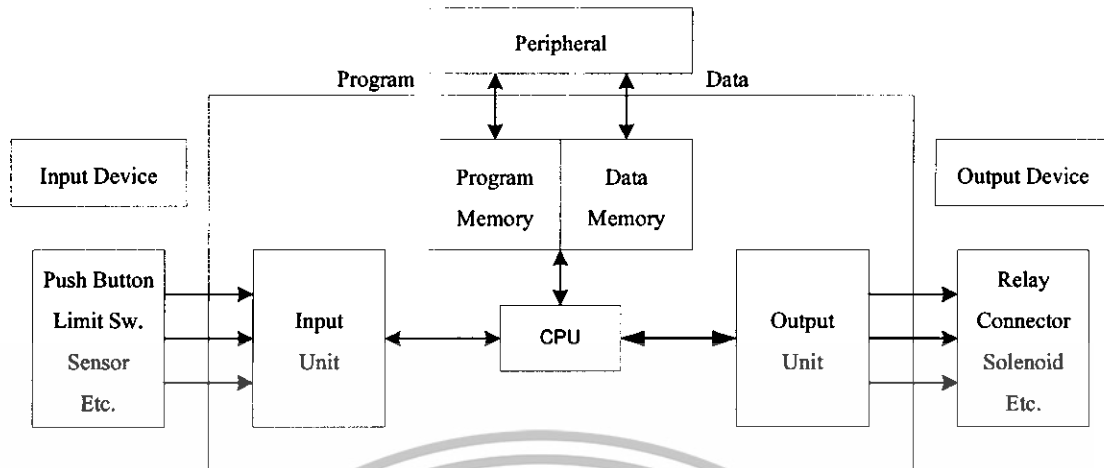 Peripheral
Program
Data
Input Device
Program
Memory
Data
Memory
Output Device
Push Button
Limit Sw.
Sensor
Etc.
Input
Unit
CPU
Output
Unit
Relay
Connector
Solenoid
Etc.